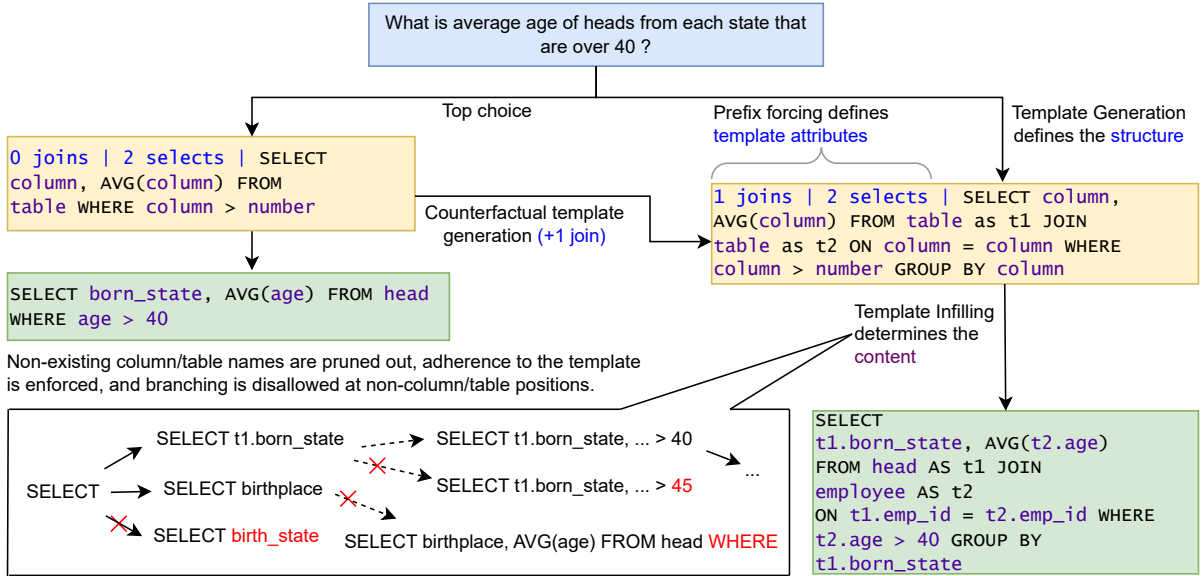 What is average age of heads from each state that
are over 40 ?
Top choice
Prefix forcing defines
template attributes
Template Generation
defines the structure
0 joins | 2 selects | SELECT
column, AVG(column) FROM
table WHERE column > number
Counterfactual template
generation (+1 join)
1 joins | 2 selects | SELECT column,
AVG(column) FROM table as t1 JOIN
table as t2 ON column = column WHERE
column > number GROUP BY column
SELECT born_state, AVG(age) FROM head
WHERE age > 40
Template Infilling
determines the
content
Non-existing column/table names are pruned out, adherence to the template
is enforced, and branching is disallowed at non-column/table positions.
SELECT
SELECT t1.born_state
SELECT birthplace
SELECT birth_state
SELECT t1.born_state, ... > 40
SELECT t1.born_state, ... > 45
SELECT birthplace, AVG(age) FROM head WHERE
...
SELECT
t1.born_state, AVG(t2.age)
FROM head AS t1 JOIN
employee AS t2
ON t1.emp_id = t2.emp_id WHERE
t2.age > 40 GROUP BY
t1.born_state